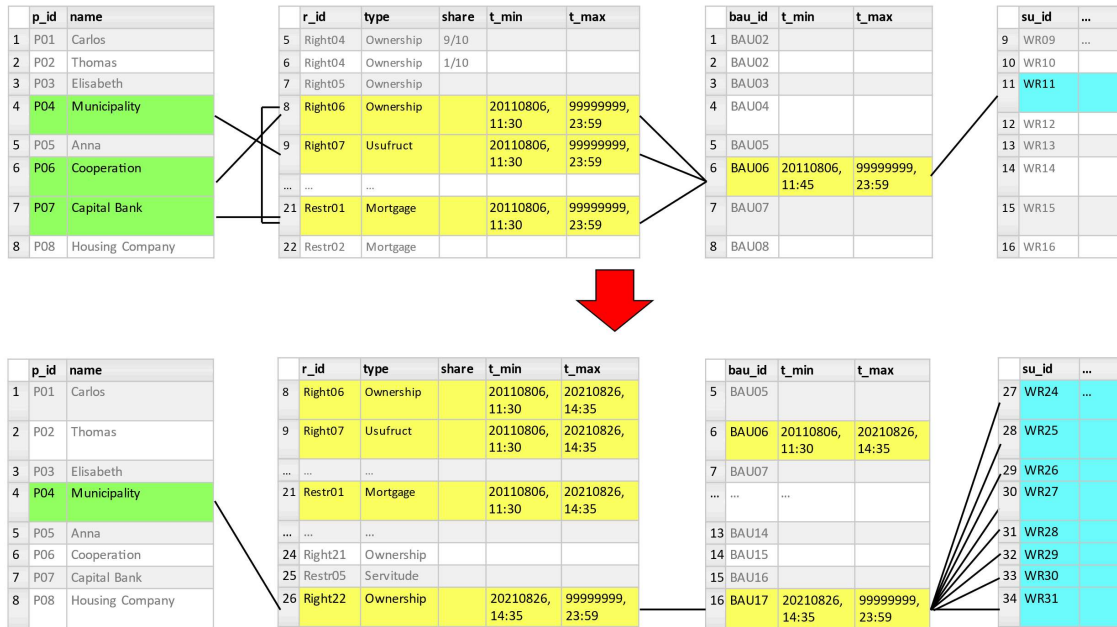 p_id name
1 P01 Carlos
2 P02 Thomas
3 P03 Elisabeth
4 P04 Municipality
5 P05 Anna
6 P06 Cooperation
7 P07 Capital Bank
8 P08 Housing Company
r_id type share t_min t_max
5 Right04 Ownership 9/10
6 Right04 Ownership 1/10
7 Right05 Ownership
8 Right06 Ownership 20110806, 99999999,
11:30 23:59
9 Right07 Usufruct 20110806, 99999999,
11:30 23:59
... ... ...
21 Restr01 Mortgage 20110806, 99999999,
11:30 23:59
22 Restr02 Mortgage
bau_id t_min t_max
1 BAU02
2 BAU02
3 BAU03
4 BAU04
5 BAU05
6 BAU06 20110806, 99999999,
11:45 23:59
7 BAU07
8 BAU08
su_id ...
9 WR09 ...
10 WR10
11 WR11
12 WR12
13 WR13
14 WR14
15 WR15
16 WR16
p_id name
1 P01 Carlos
2 P02 Thomas
3 P03 Elisabeth
4 P04 Municipality
5 P05 Anna
6 P06 Cooperation
7 P07 Capital Bank
8 P08 Housing Company
r_id type share t_min t_max
8 Right06 Ownership 20110806, 20210826,
11:30 14:35
9 Right07 Usufruct 20110806, 20210826,
11:30 14:35
... ... ...
21 Restr01 Mortgage 20110806, 20210826,
11:30 14:35
... ... ...
24 Right21 Ownership
25 Restr05 Servitude
26 Right22 Ownership 20210826, 99999999,
14:35 23:59
bau_id t_min t_max
5 BAU05
6 BAU06 20110806, 20210826,
11:30 14:35
7 BAU07
... ... ...
13 BAU14
14 BAU15
15 BAU16
16 BAU17 20210826, 99999999,
14:35 23:59
su_id ...
27 WR24 ...
28 WR25
29 WR26
30 WR27
31 WR28
32 WR29
33 WR30
34 WR31